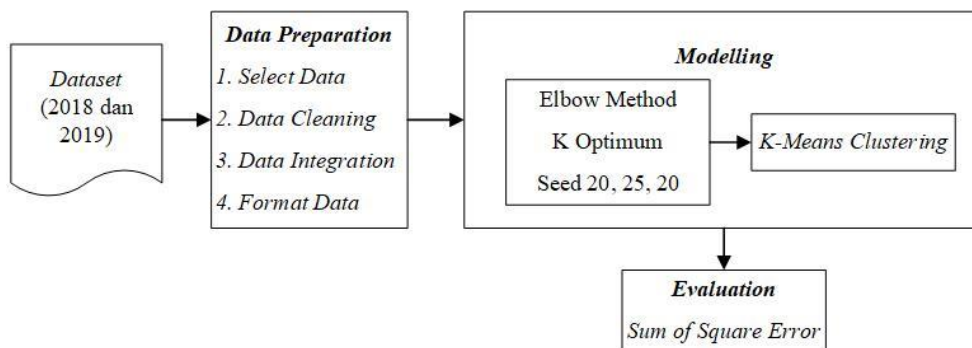 Dataset
(2018 dan
2019)
Data Preparation
1. Select Data
2. Data Cleaning
3. Data Integration
4. Format Data
Modelling
Elbow Method
K Optimum
Seed 20, 25, 20
K-Means Clustering
Evaluation
Sum of Square Error